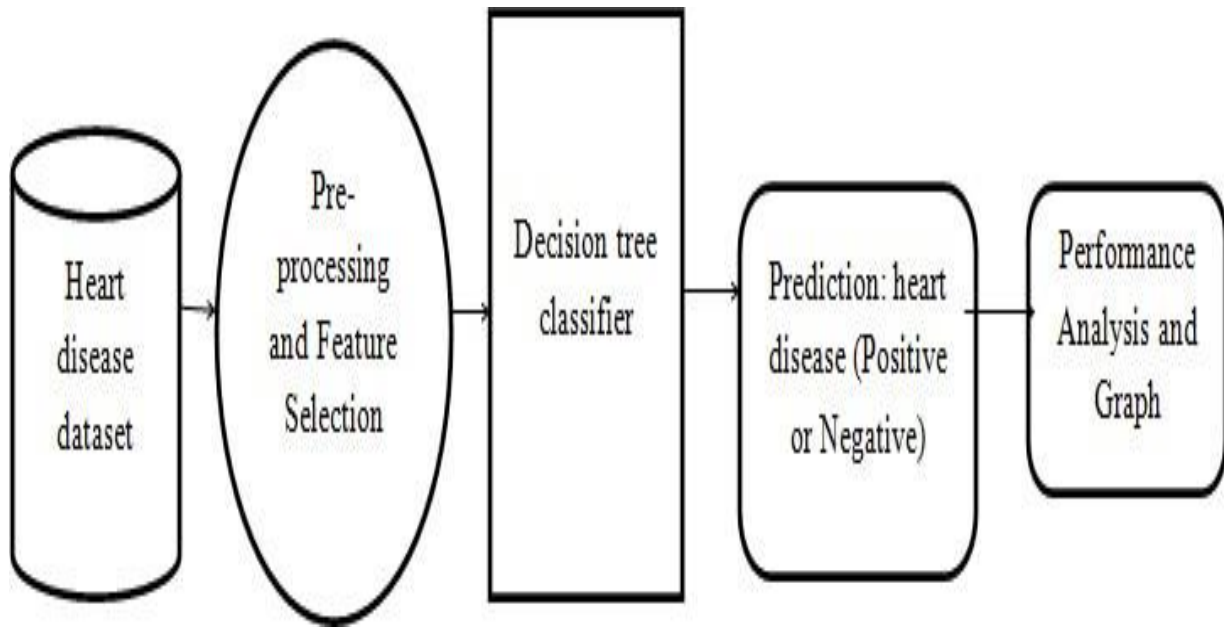 Heart
disease
dataset
Pre-
processing
and Feature
Selection
Decision tree
classifier
Prediction: heart
disease (Positive
or Negative)
Performance
Analysis and
Graph